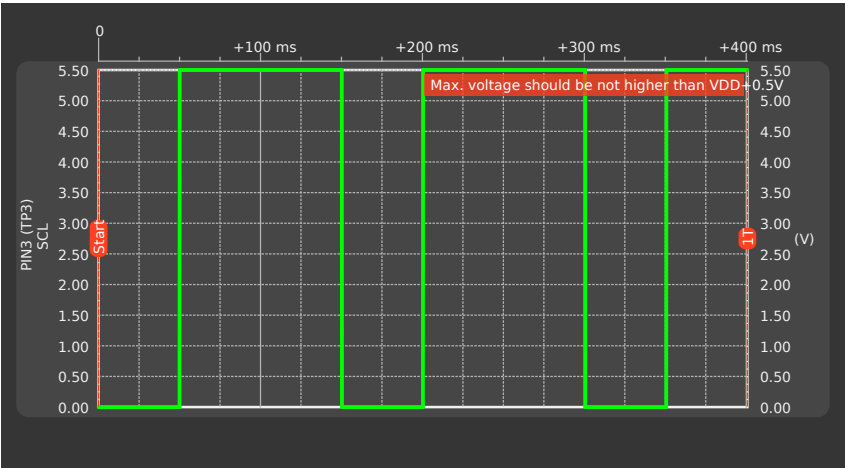 0
+100 ms
+200 ms
+300 ms
+400 ms
5.50
5.50
Max. voltage should be not higher than VDD+0.5V
5.00
5.00
4.50
4.50
4.00
4.00
3.50
3.50
PIN3 (TP3)
SCL
3.00
3.00
Start
1T
(V)
2.50
2.50
2.00
2.00
1.50
1.50
1.00
1.00
0.50
0.50
0.00
0.00